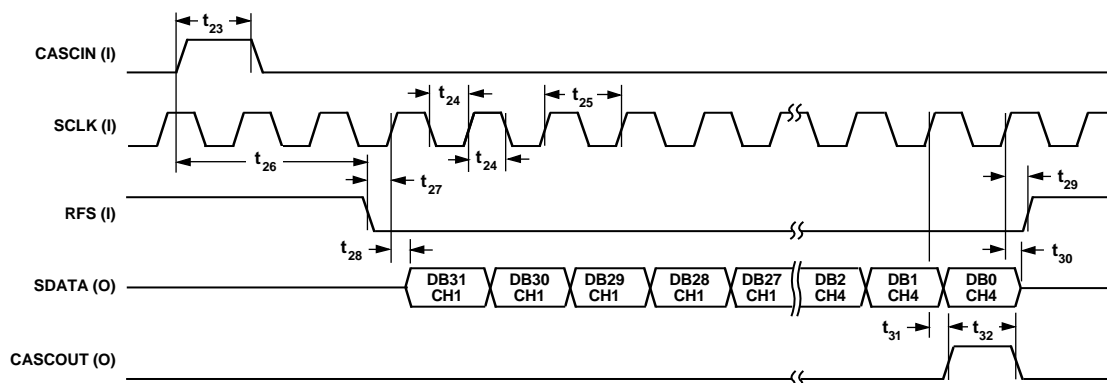 t23
CASCIN (I)
t24
t25
SCLK (I)
t26
t24
t27
t29
RFS (I)
t28
t30
SDATA (O)
DB31 CH1
DB30 CH1
DB29 CH1
DB28 CH1
DB27 CH1
DB2 CH4
DB1 CH4
DB0 CH4
t31
t32
CASCOUT (O)